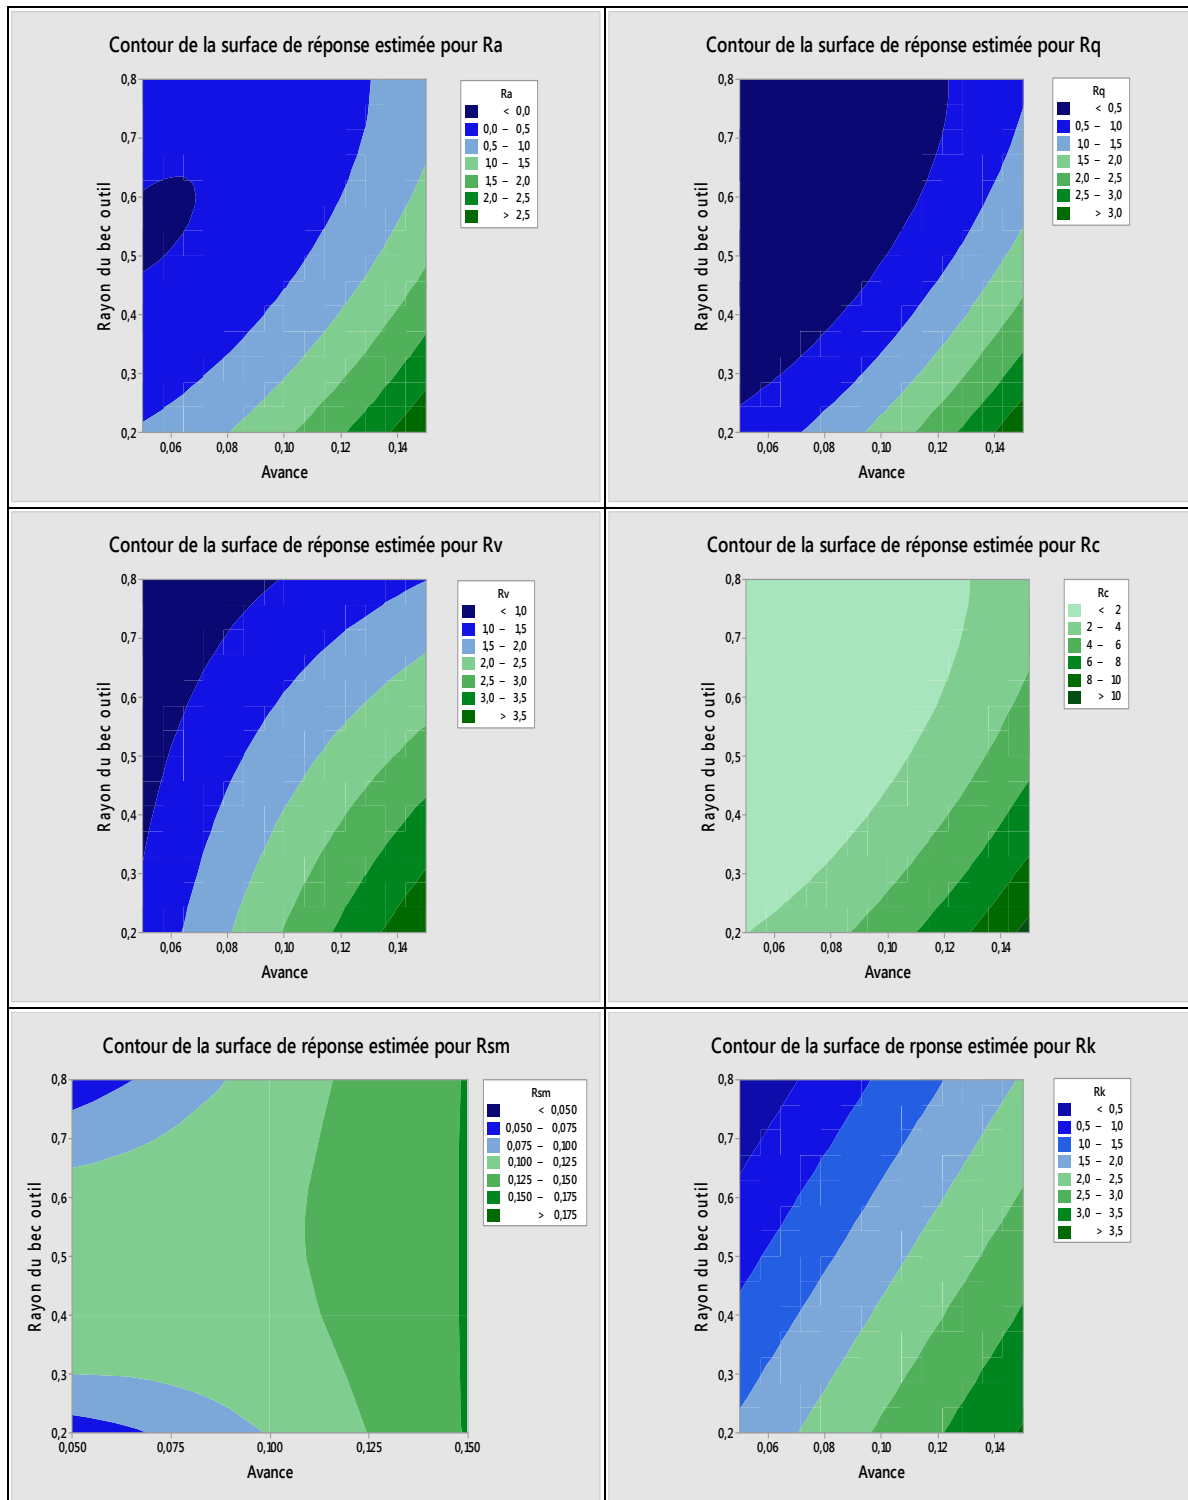 Contour de la surface de réponse estimée pour Ra
Rayon du bec outil
0,8
0,7
0,6
0,5
0,4
0,3
0,2
0,06 0,08 0,10 0,12 0,14
Avance
Ra
< 0,0
0,0 – 0,5
0,5 – 1,0
1,0 – 1,5
1,5 – 2,0
2,0 – 2,5
> 2,5
Contour de la surface de réponse estimée pour Rq
Rayon du bec outil
0,8
0,7
0,6
0,5
0,4
0,3
0,2
0,06 0,08 0,10 0,12 0,14
Avance
Rq
< 0,5
0,5 – 1,0
1,0 – 1,5
1,5 – 2,0
2,0 – 2,5
2,5 – 3,0
> 3,0
Contour de la surface de réponse estimée pour Rv
Rayon du bec outil
0,8
0,7
0,6
0,5
0,4
0,3
0,2
0,06 0,08 0,10 0,12 0,14
Avance
Rv
< 1,0
1,0 – 1,5
1,5 – 2,0
2,0 – 2,5
2,5 – 3,0
3,0 – 3,5
> 3,5
Contour de la surface de réponse estimée pour Rc
Rayon du bec outil
0,8
0,7
0,6
0,5
0,4
0,3
0,2
0,06 0,08 0,10 0,12 0,14
Avance
Rc
< 2
2 – 4
4 – 6
6 – 8
8 – 10
> 10
Contour de la surface de réponse estimée pour Rsm
Rayon du bec outil
0,8
0,7
0,6
0,5
0,4
0,3
0,2
0,050 0,075 0,100 0,125 0,150
Avance
Rsm
< 0,050
0,050 – 0,075
0,075 – 0,100
0,100 – 0,125
0,125 – 0,150
0,150 – 0,175
> 0,175
Contour de la surface de rponse estimée pour Rk
Rayon du bec outil
0,8
0,7
0,6
0,5
0,4
0,3
0,2
0,06 0,08 0,10 0,12 0,14
Avance
Rk
< 0,5
0,5 – 1,0
1,0 – 1,5
1,5 – 2,0
2,0 – 2,5
2,5 – 3,0
3,0 – 3,5
> 3,5